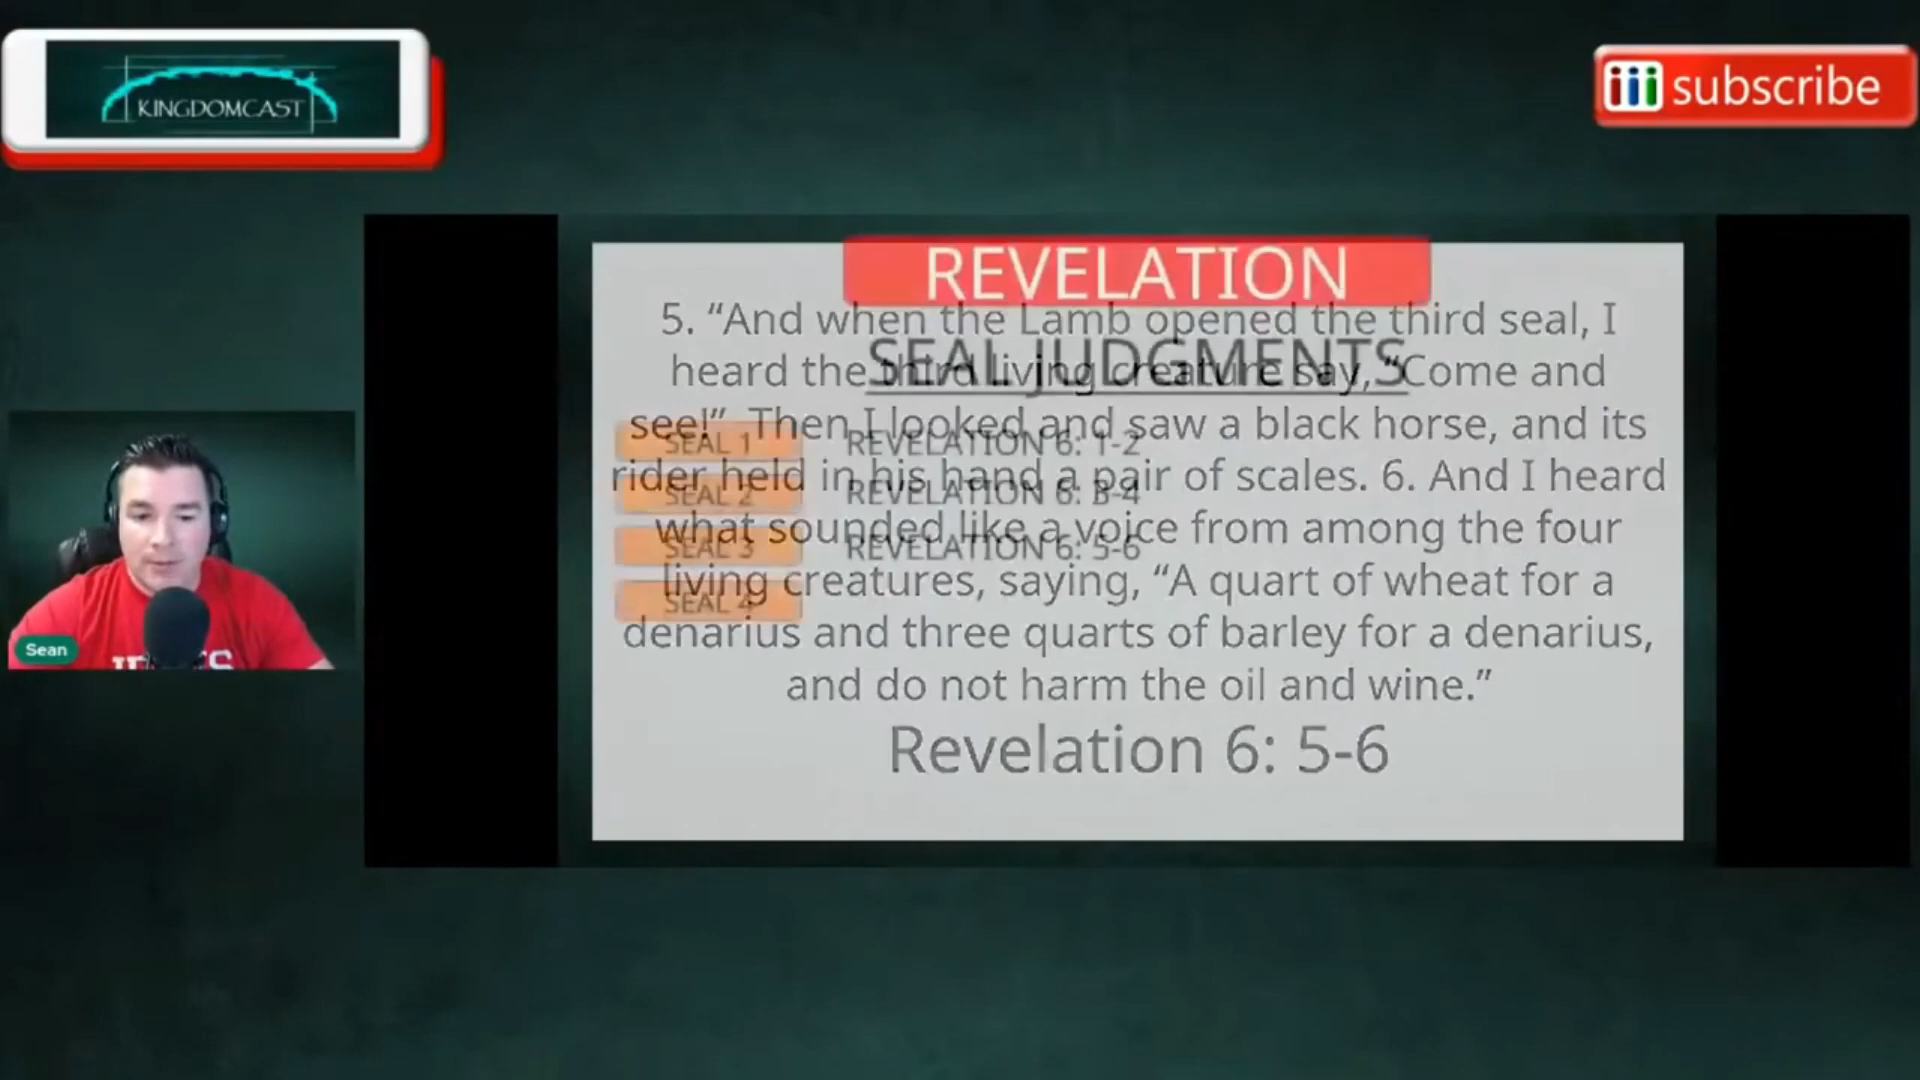 KINGDOMCAST
subscribe
REVELATION
5. “And when the Lamb opened the third seal, I
SEAL JUDGMENTS
heard the third living creature say, “Come and
see!”  Then I looked and saw a black horse, and its
SEAL 1 REVELATION 6: 1-2
rider held in his hand a pair of scales. 6. And I heard
SEAL 2 REVELATION 6: 3-4
what sounded like a voice from among the four
SEAL 3 REVELATION 6: 5-6
living creatures, saying, “A quart of wheat for a
SEAL 4
denarius and three quarts of barley for a denarius,
and do not harm the oil and wine.”
Revelation 6: 5-6
Sean